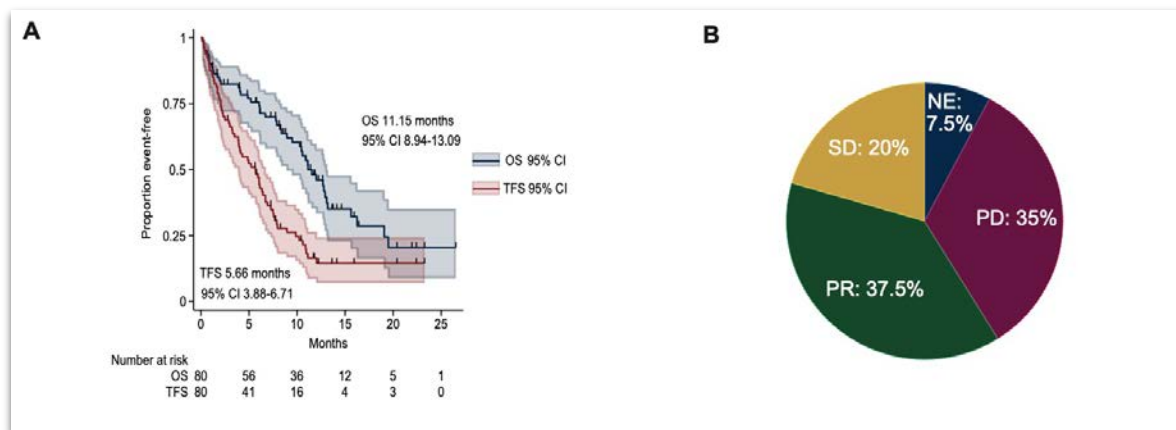 A
Proportion event-free
1
0.75
0.5
0.25
0
OS 11.15 months
95% CI 8.94-13.09
OS 95% CI
TFS 95% CI
TFS 5.66 months
95% CI 3.88-6.71
0 5 10 15 20 25
Months
Number at risk
OS 80 56 36 12 5 1
TFS 80 41 16 4 3 0
B
NE:
7.5%
SD: 20%
PD: 35%
PR: 37.5%